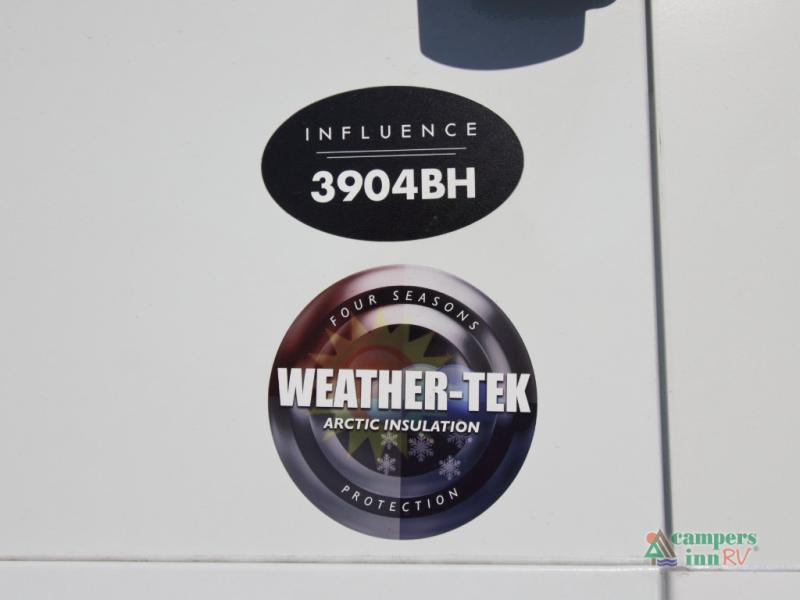 INFLUENCE
3904BH
FOUR SEASONS
WEATHER-TEK
ARCTIC INSULATION
PROTECTION
campers
inn RV®